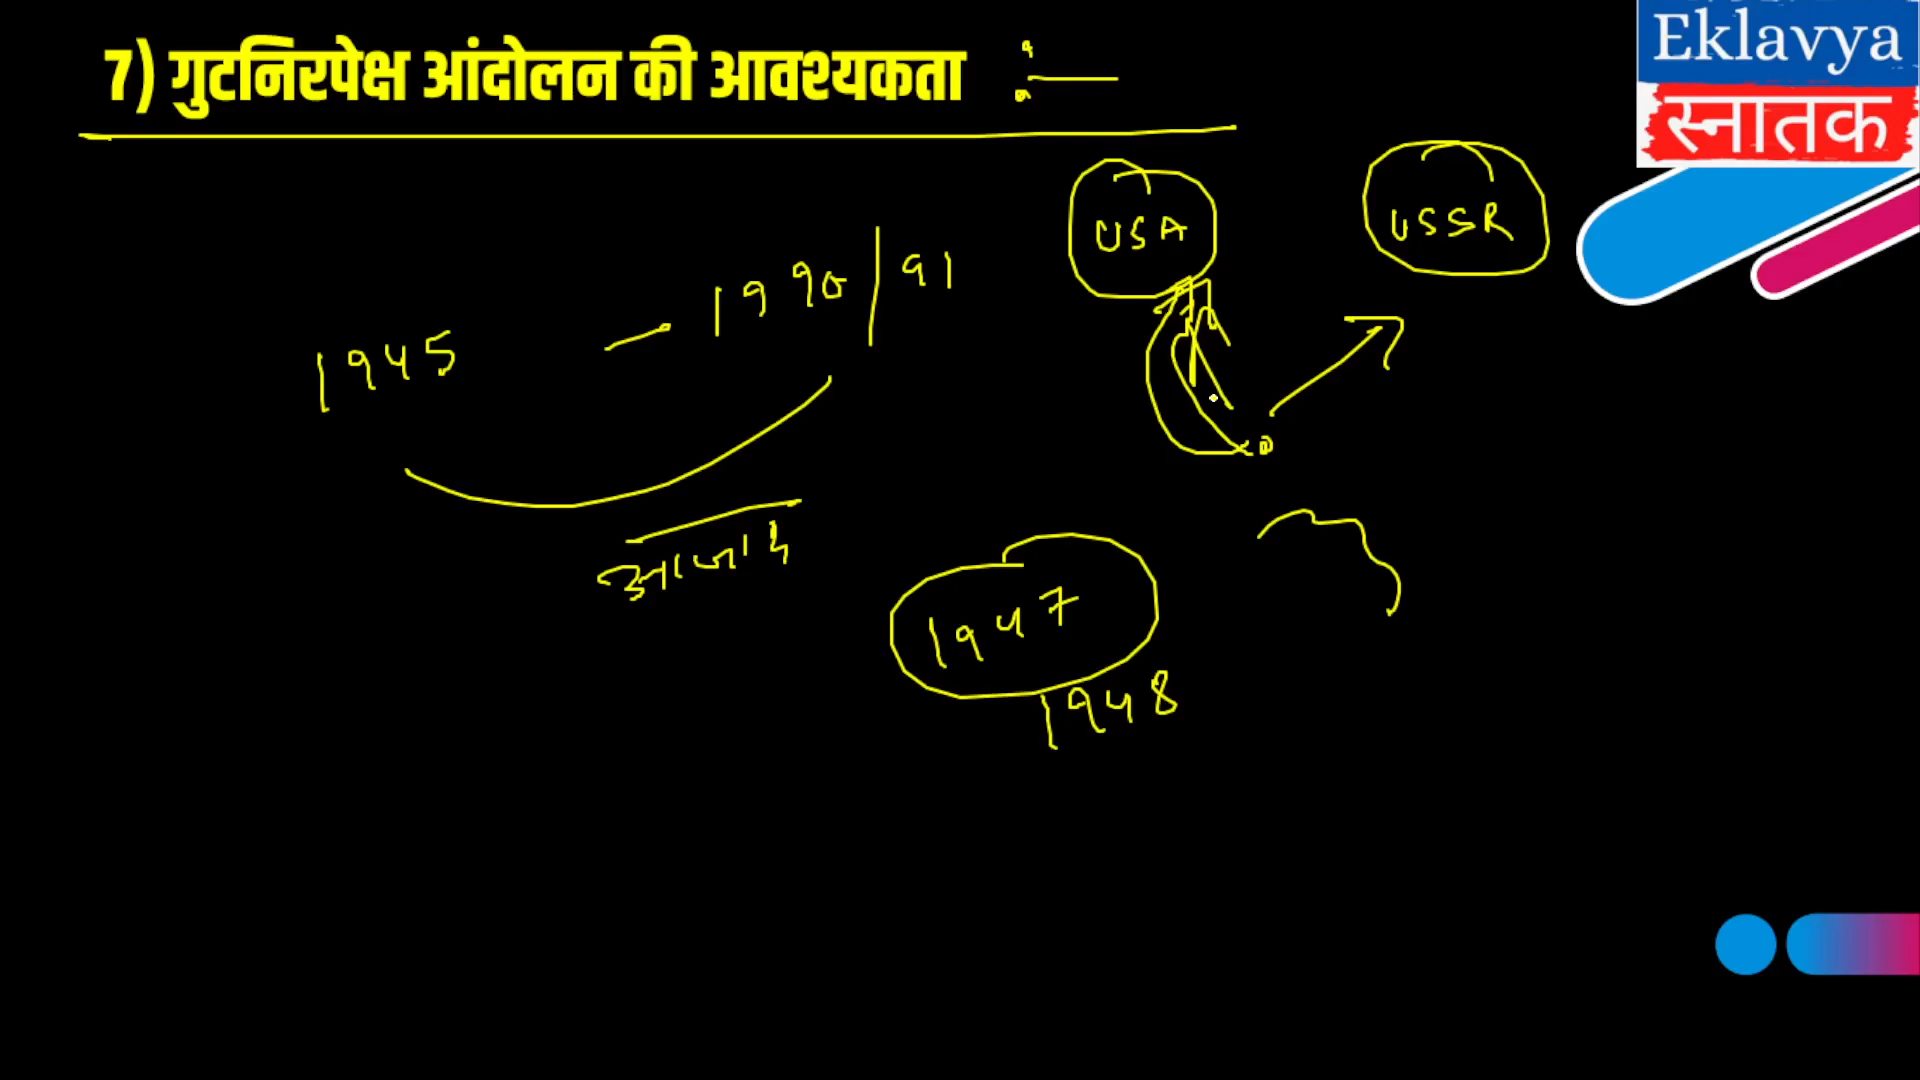 7) गुटनिरपेक्ष आंदोलन की आवश्यकता :—
Eklavya
स्नातक
USA
USSR
1945 – 1990/91
आजाद
1947
1948